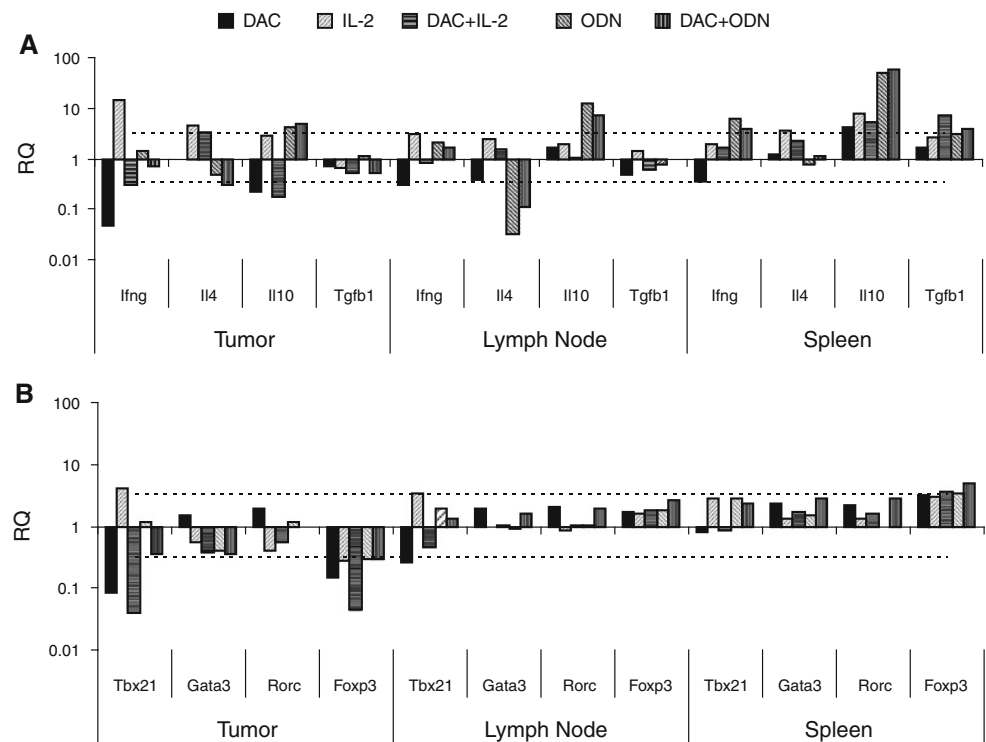 DAC IL-2 DAC+IL-2 ODN DAC+ODN
A
100
10
1
0.1
0.01
RQ
Ifng Il4 Il10 Tgfb1 Ifng Il4 Il10 Tgfb1 Ifng Il4 Il10 Tgfb1
Tumor Lymph Node Spleen
B
100
10
1
0.1
0.01
RQ
Tbx21 Gata3 Rorc Foxp3 Tbx21 Gata3 Rorc Foxp3 Tbx21 Gata3 Rorc Foxp3
Tumor Lymph Node Spleen